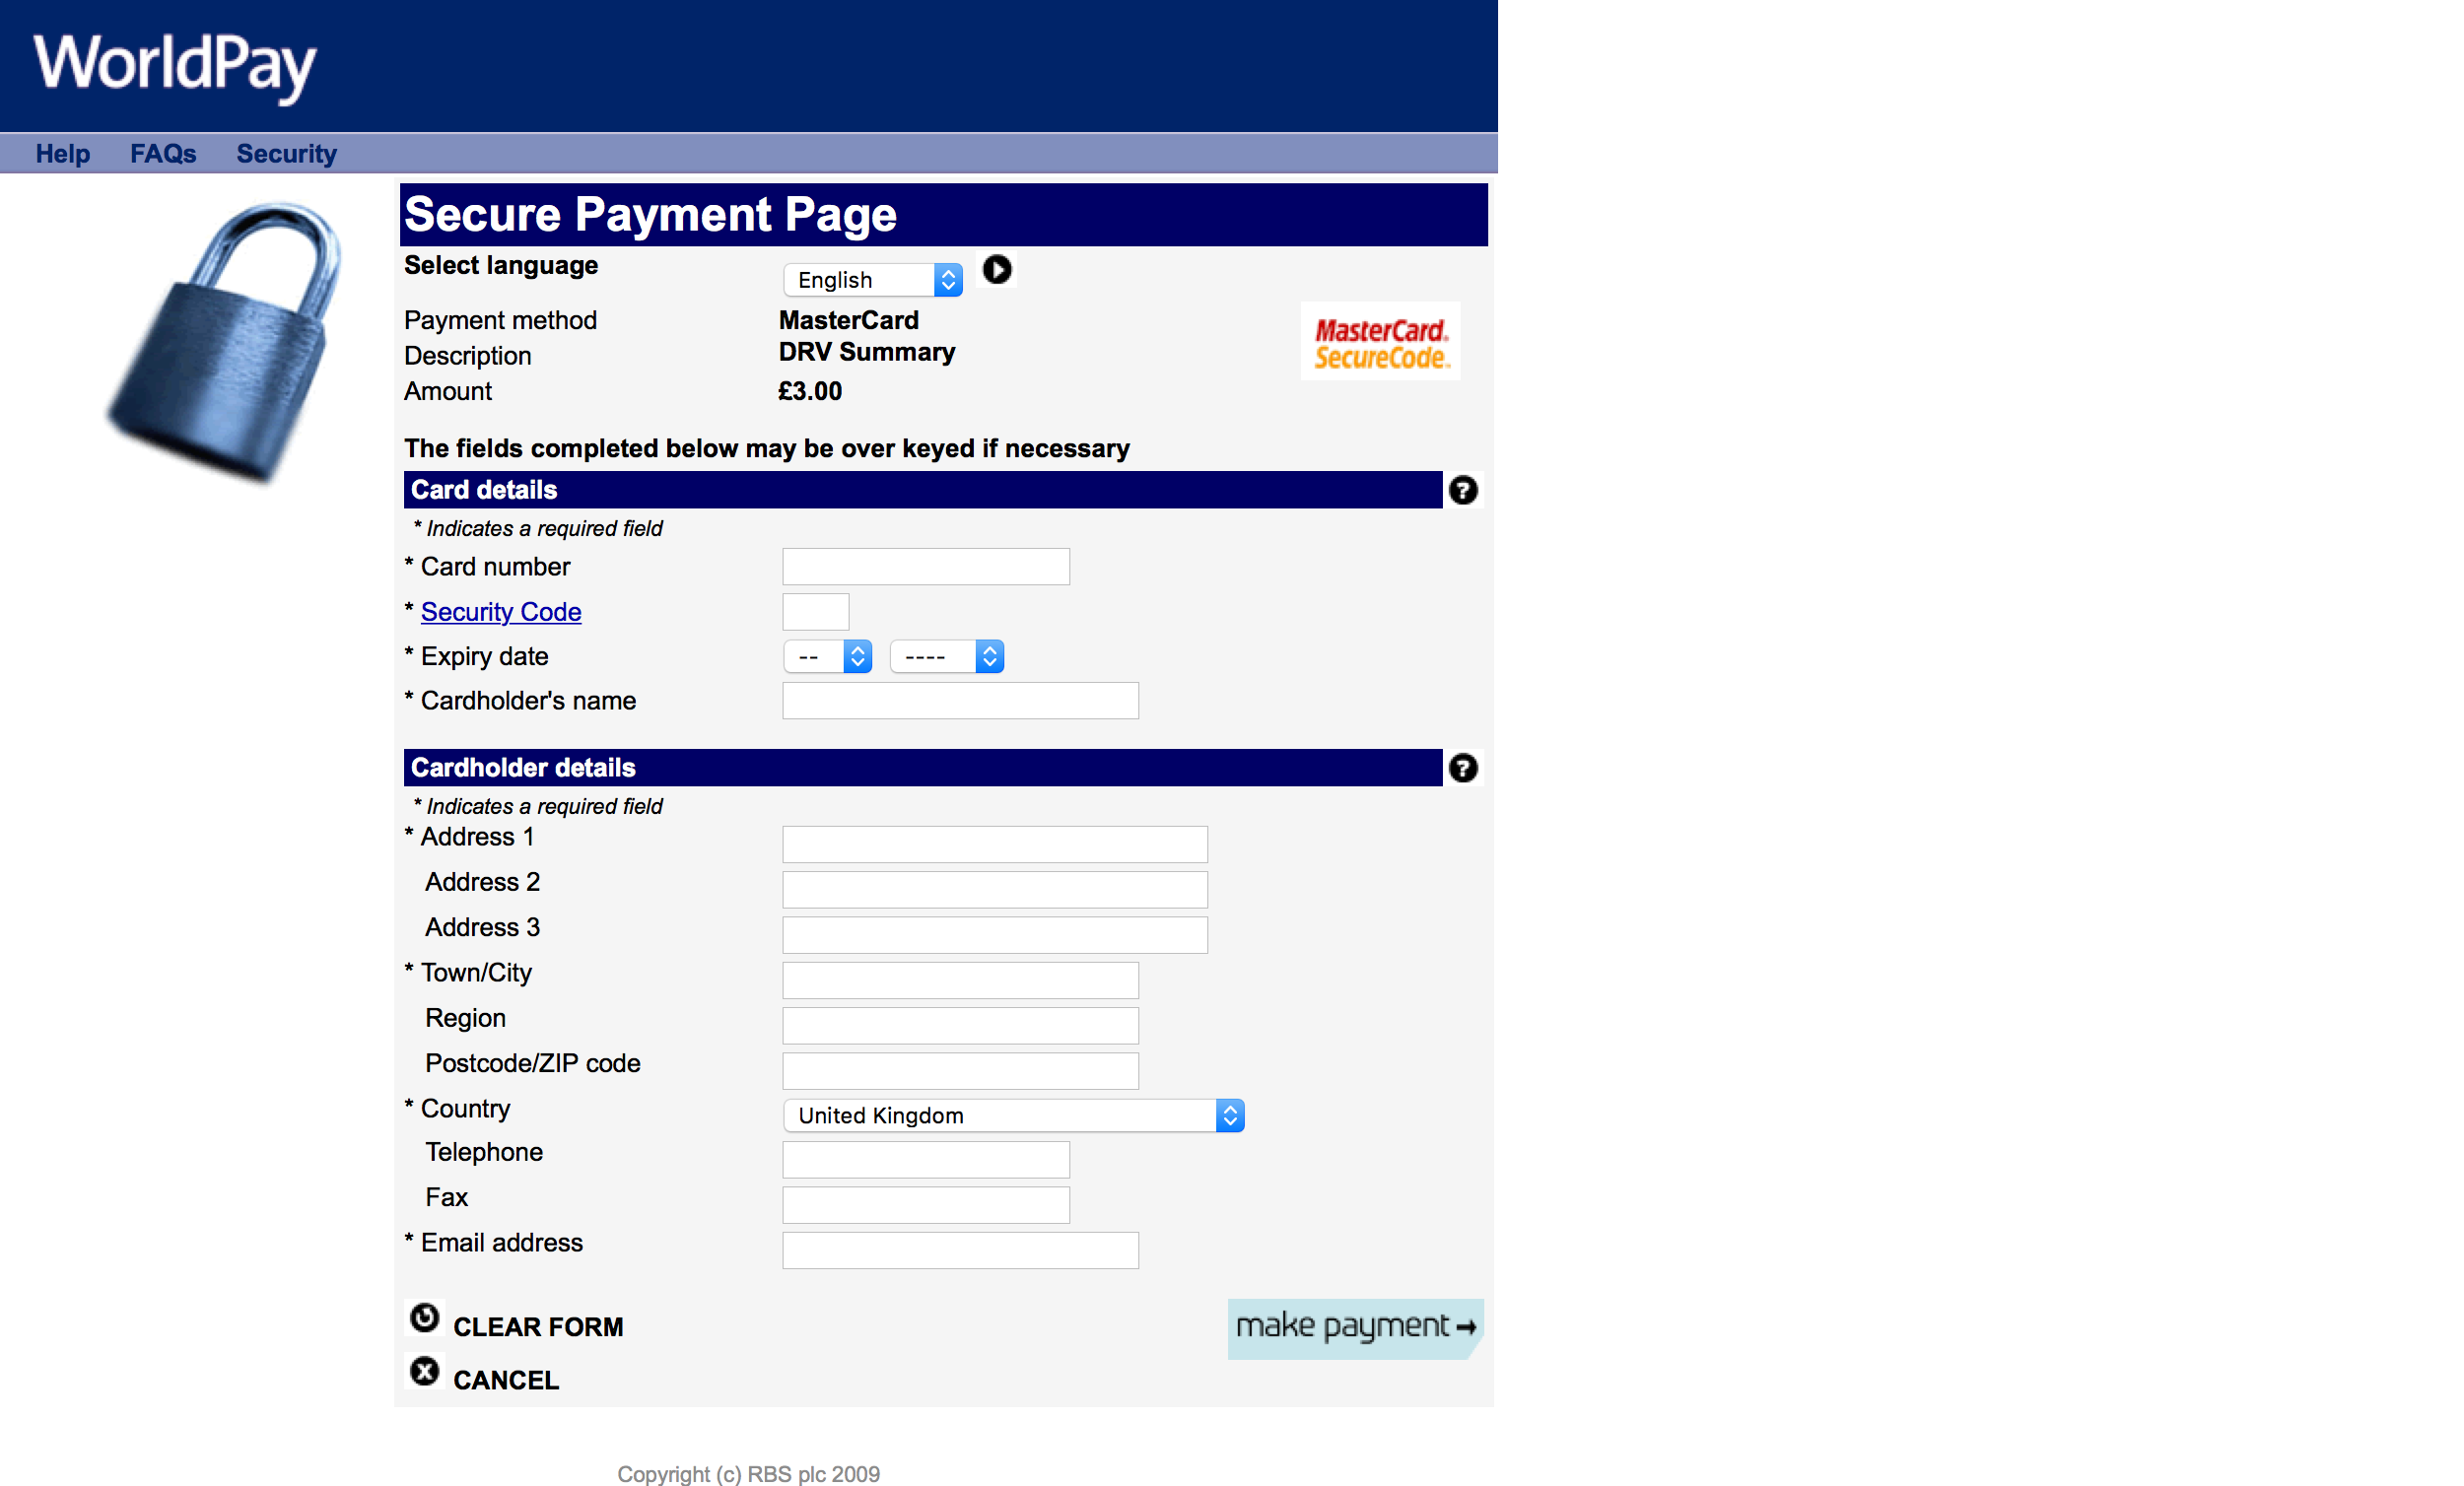 WorldPay
Help FAQs Security
Secure Payment Page
Select language English
Payment method MasterCard
MasterCard.
SecureCode™
Description DRV Summary
Amount £3.00
The fields completed below may be over keyed if necessary
Card details ?
* Indicates a required field
* Card number
* Security Code
* Expiry date -- ----
* Cardholder's name
Cardholder details ?
* Indicates a required field
* Address 1
Address 2
Address 3
* Town/City
Region
Postcode/ZIP code
* Country United Kingdom
Telephone
Fax
* Email address
CLEAR FORM make payment
CANCEL
Copyright (c) RBS plc 2009